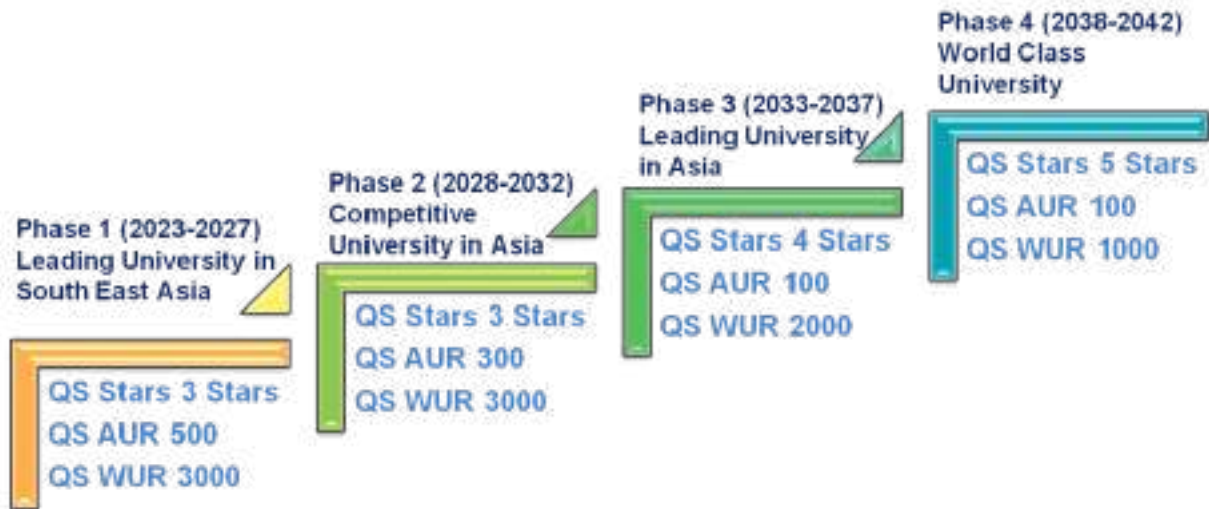 Phase 1 (2023-2027)
Leading University in
South East Asia
QS Stars 3 Stars
QS AUR 500
QS WUR 3000
Phase 2 (2028-2032)
Competitive
University in Asia
QS Stars 3 Stars
QS AUR 300
QS WUR 3000
Phase 3 (2033-2037)
Leading University
in Asia
QS Stars 4 Stars
QS AUR 100
QS WUR 2000
Phase 4 (2038-2042)
World Class
University
QS Stars 5 Stars
QS AUR 100
QS WUR 1000